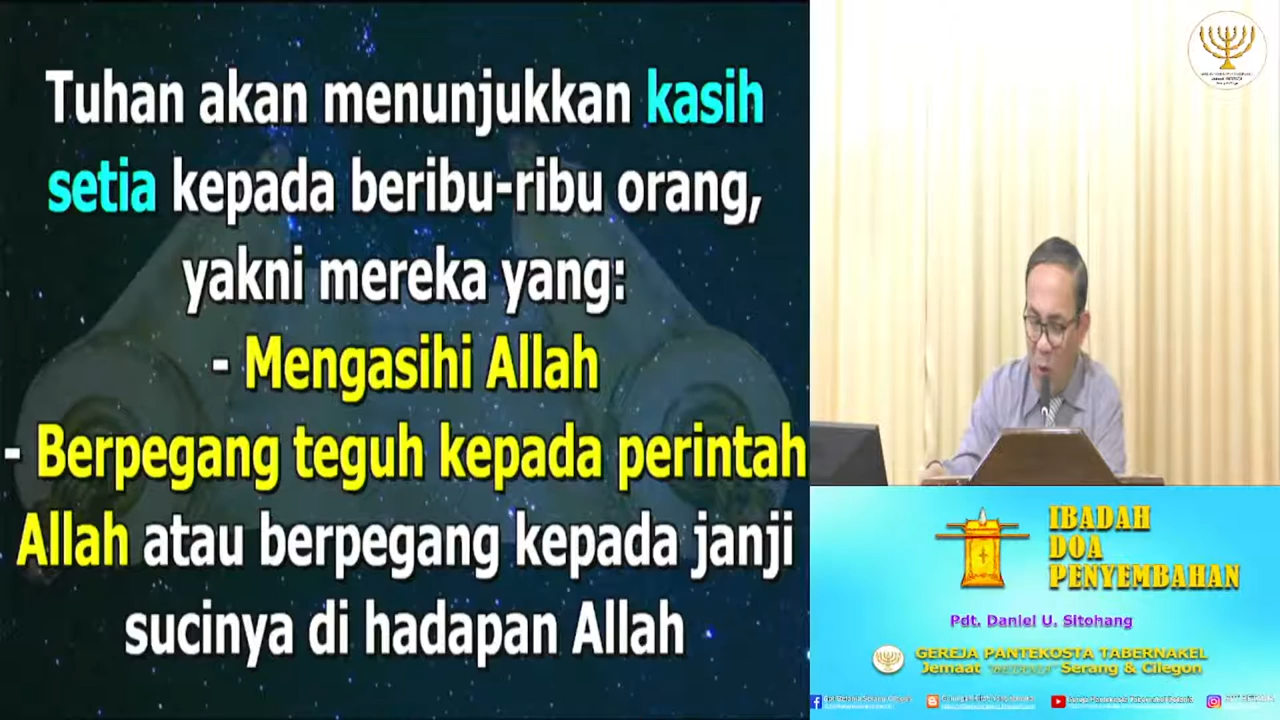 Tuhan akan menunjukkan kasih
setia kepada beribu-ribu orang,
yakni mereka yang:
- Mengasihi Allah
- Berpegang teguh kepada perintah
Allah atau berpegang kepada janji
sucinya di hadapan Allah
IBADAH
DOA
PENYEMBAHAN
Pdt. Daniel U. Sitohang
GEREJA PANTEKOSTA TABERNAKEL
Jemaat "BETANIA" Serang & Cilegon